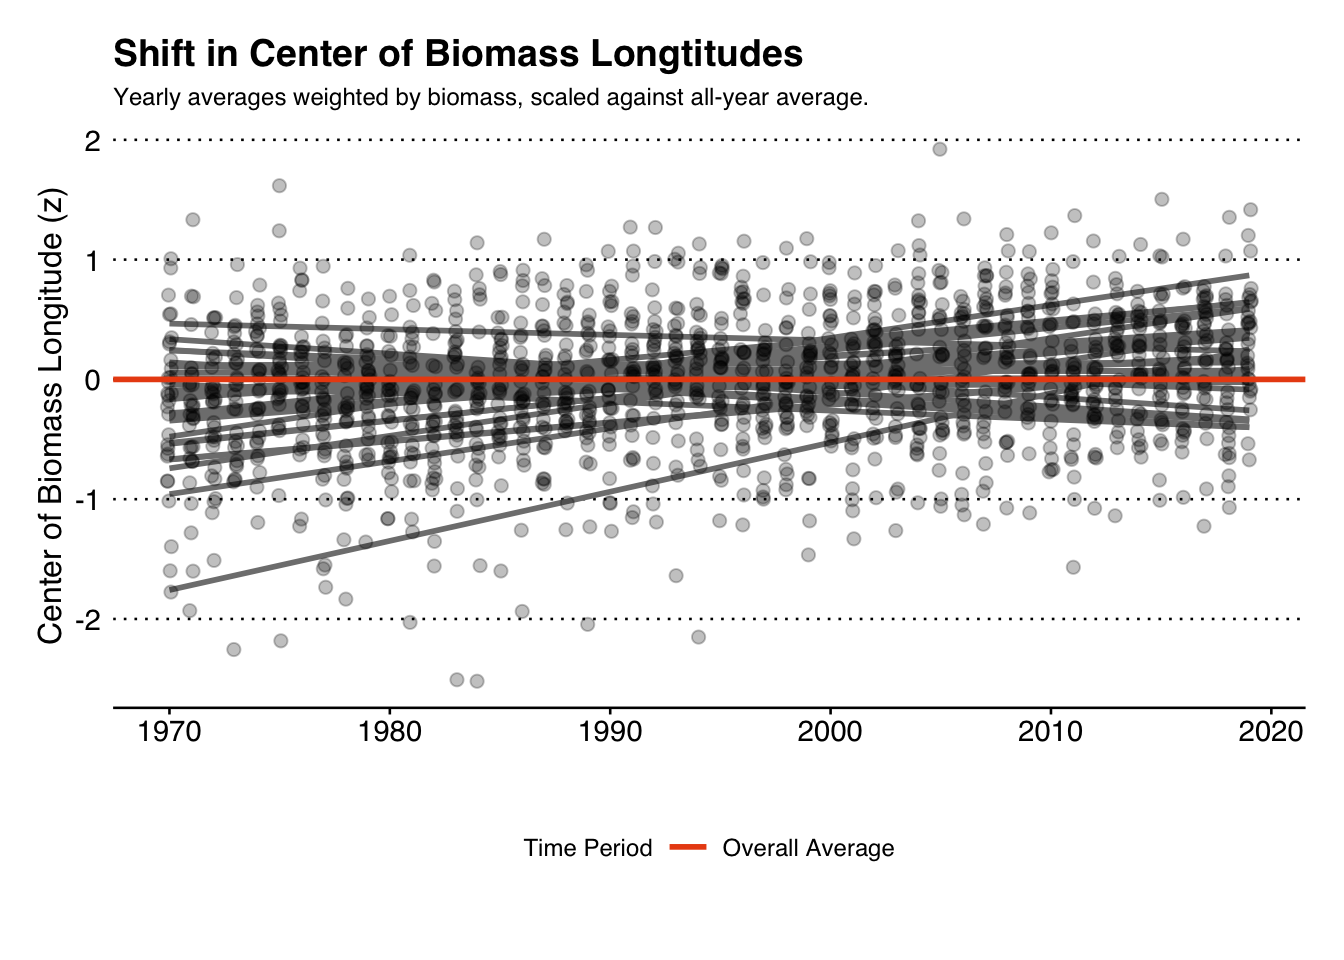 Shift in Center of Biomass Longtitudes
Yearly averages weighted by biomass, scaled against all-year average.
Center of Biomass Longitude (z)
2
1
0
-1
-2
1970 1980 1990 2000 2010 2020
Time Period Overall Average